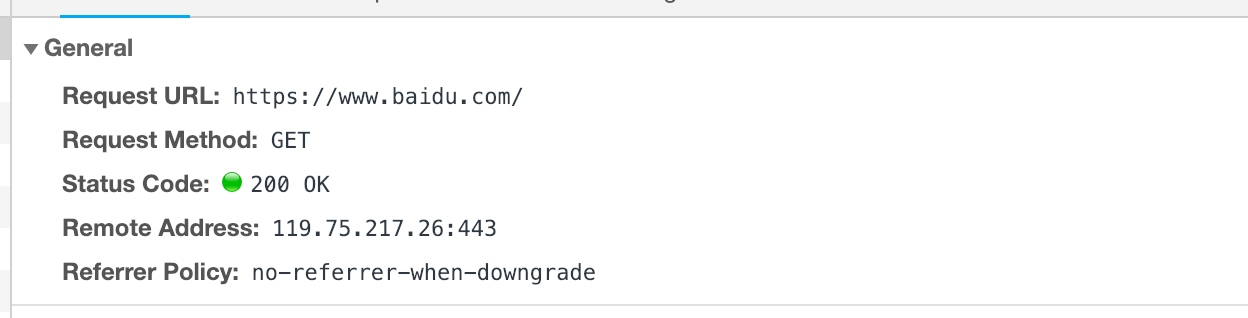 General
Request URL: https://www.baidu.com/
Request Method: GET
Status Code: 200 OK
Remote Address: 119.75.217.26:443
Referrer Policy: no-referrer-when-downgrade